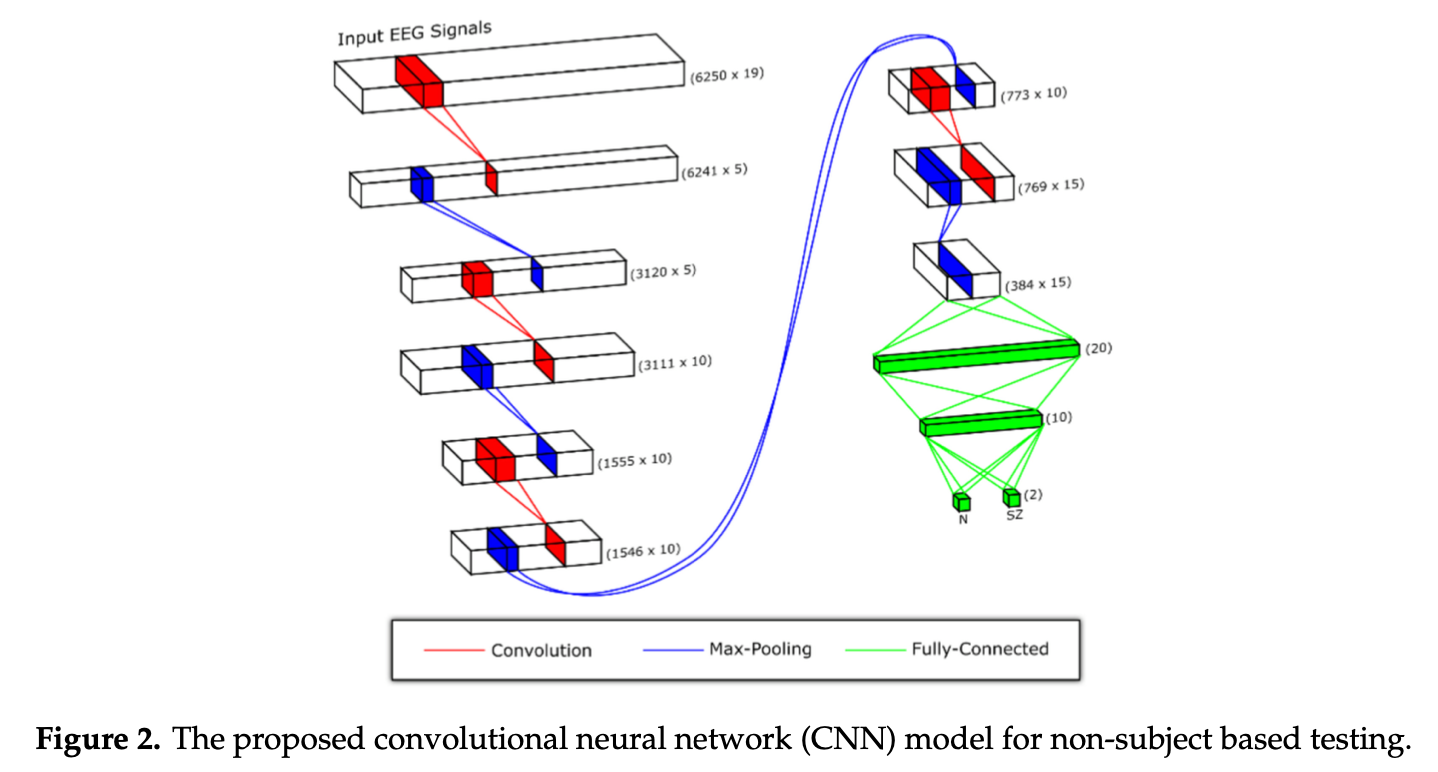 Input EEG Signals
(6250 x 19)
(6241 x 5)
(3120 x 5)
(3111 x 10)
(1555 x 10)
(1546 x 10)
(773 x 10)
(769 x 15)
(384 x 15)
(20)
(10)
(2)
N
SZ
Convolution
Max-Pooling
Fully-Connected
Figure 2. The proposed convolutional neural network (CNN) model for non-subject based testing.